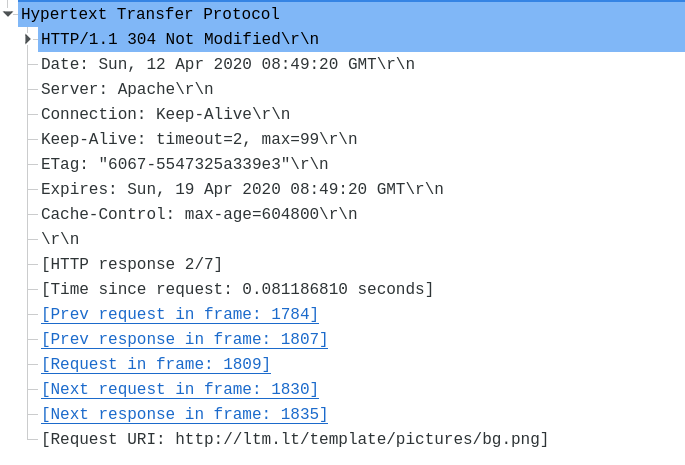 Hypertext Transfer Protocol
HTTP/1.1 304 Not Modified\r\n
Date: Sun, 12 Apr 2020 08:49:20 GMT\r\n
Server: Apache\r\n
Connection: Keep-Alive\r\n
Keep-Alive: timeout=2, max=99\r\n
ETag: "6067-5547325a339e3"\r\n
Expires: Sun, 19 Apr 2020 08:49:20 GMT\r\n
Cache-Control: max-age=604800\r\n
\r\n
[HTTP response 2/7]
[Time since request: 0.081186810 seconds]
[Prev request in frame: 1784]
[Prev response in frame: 1807]
[Request in frame: 1809]
[Next request in frame: 1830]
[Next response in frame: 1835]
[Request URI: http://ltm.lt/template/pictures/bg.png]